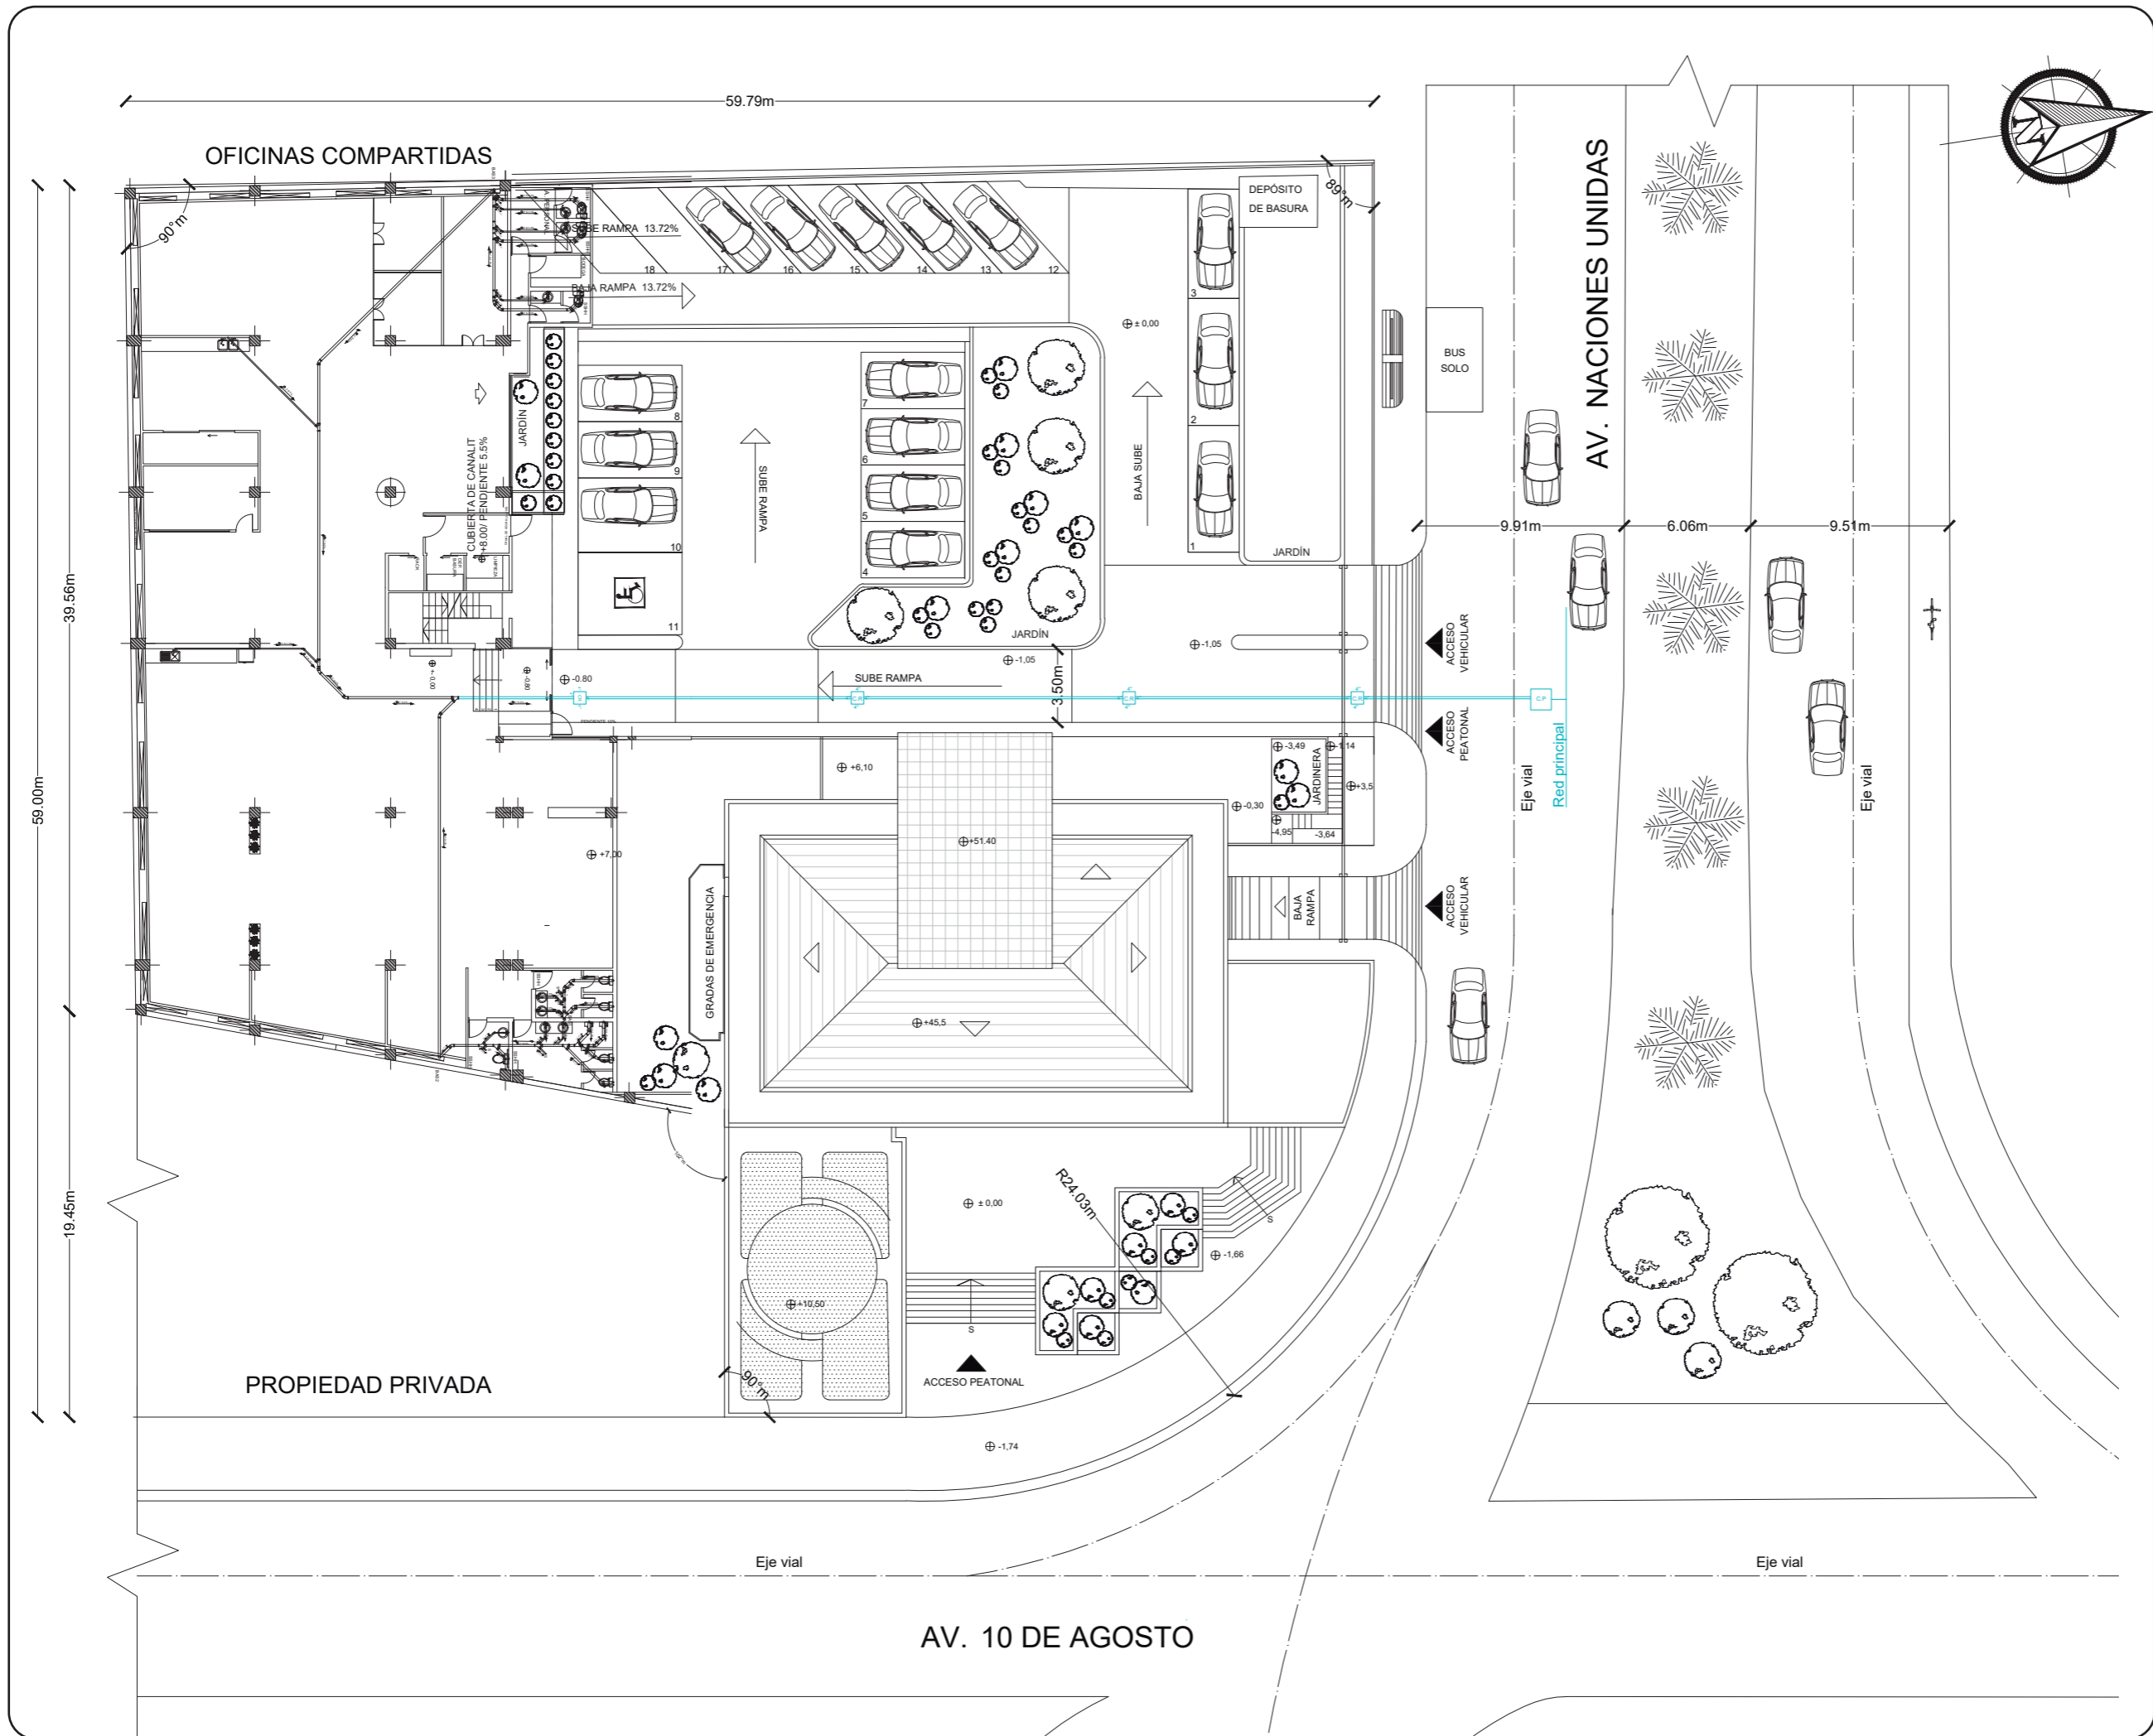 59.79m
OFICINAS COMPARTIDAS
N
90°m
89°m
DEPÓSITO
DE BASURA
SUBE RAMPA 13.72%
BAJA RAMPA 13.72%
18
17
16
15
14
13
12
3
2
1
± 0,00
BUS
SOLO
AV. NACIONES UNIDAS
JARDÍN
CUBIERTA DE CANALIT
+8.00/ PENDIENTE 5.5%
8
9
10
11
7
6
5
4
SUBE RAMPA
BAJA SUBE
JARDÍN
JARDÍN
9.91m
6.06m
9.51m
39.56m
59.00m
19.45m
-1,05
-1,05
ACCESO
VEHICULAR
+-0,00
-0,80
-0.80
SUBE RAMPA
3.50m
C.R
C.R
C.R
C.P
ACCESO
PEATONAL
Red principal
Eje vial
Eje vial
+6,10
-3,49
JARDINERA
+3,5
-0,30
-4,95
-3,64
+51.40
+7,00
GRADAS DE EMERGENCIA
BAJA
RAMPA
ACCESO
VEHICULAR
+45,5
± 0,00
R24.03m
S
-1,66
+10,50
S
ACCESO PEATONAL
90°m
PROPIEDAD PRIVADA
-1,74
Eje vial
Eje vial
AV. 10 DE AGOSTO